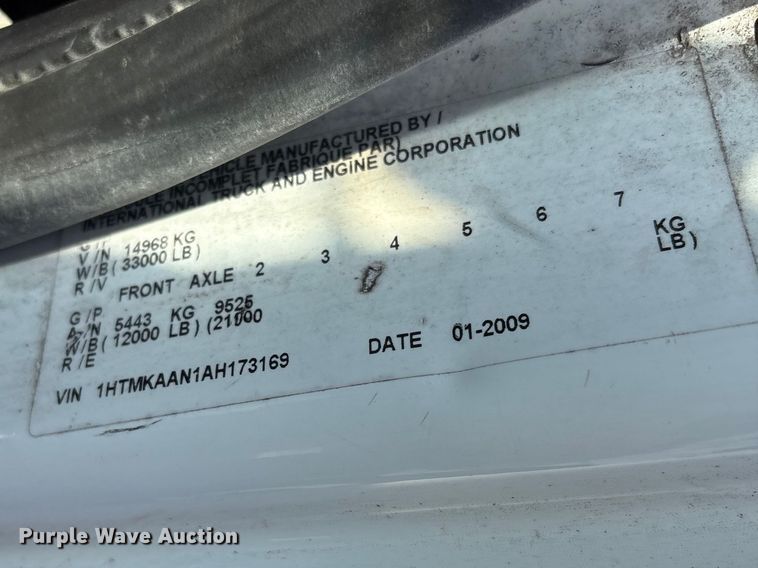 VEHICLE MANUFACTURED BY /
INCOMPLET FABRIQUE PAR)
INTERNATIONAL TRUCK AND ENGINE CORPORATION
V/N 14968 KG
W/B( 33000 LB )
R /V FRONT AXLE 2 3 4 5 6 7
G /P
A/N 5443 KG 9525 KG
W/B( 12000 LB )(21000 LB)
R /E
VIN 1HTMKAAN1AH173169 DATE 01-2009
Purple Wave Auction